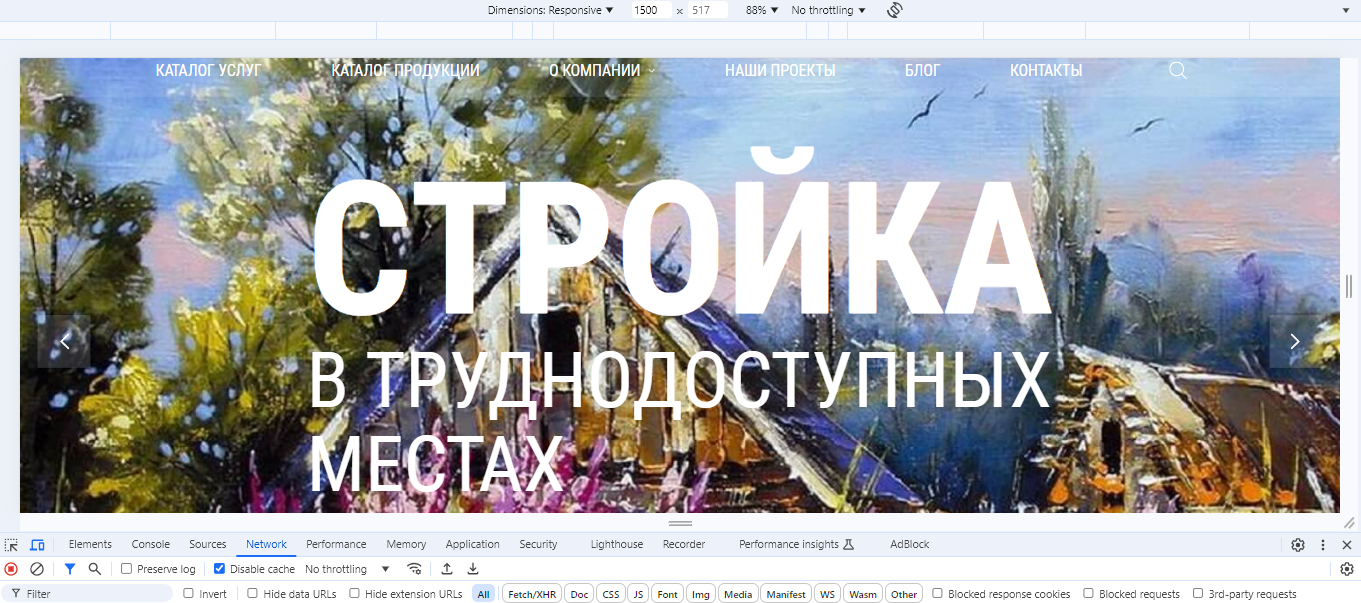 Dimensions: Responsive 1500 × 517 88% No throttling
КАТАЛОГ УСЛУГ КАТАЛОГ ПРОДУКЦИИ О КОМПАНИИ НАШИ ПРОЕКТЫ БЛОГ КОНТАКТЫ
СТРОЙКА
В ТРУДНОДОСТУПНЫХ
МЕСТАХ
Elements Console Sources Network Performance Memory Application Security Lighthouse Recorder Performance insights AdBlock
Preserve log Disable cache No throttling
Filter Invert Hide data URLs Hide extension URLs All Fetch/XHR Doc CSS JS Font Img Media Manifest WS Wasm Other Blocked response cookies Blocked requests 3rd-party requests